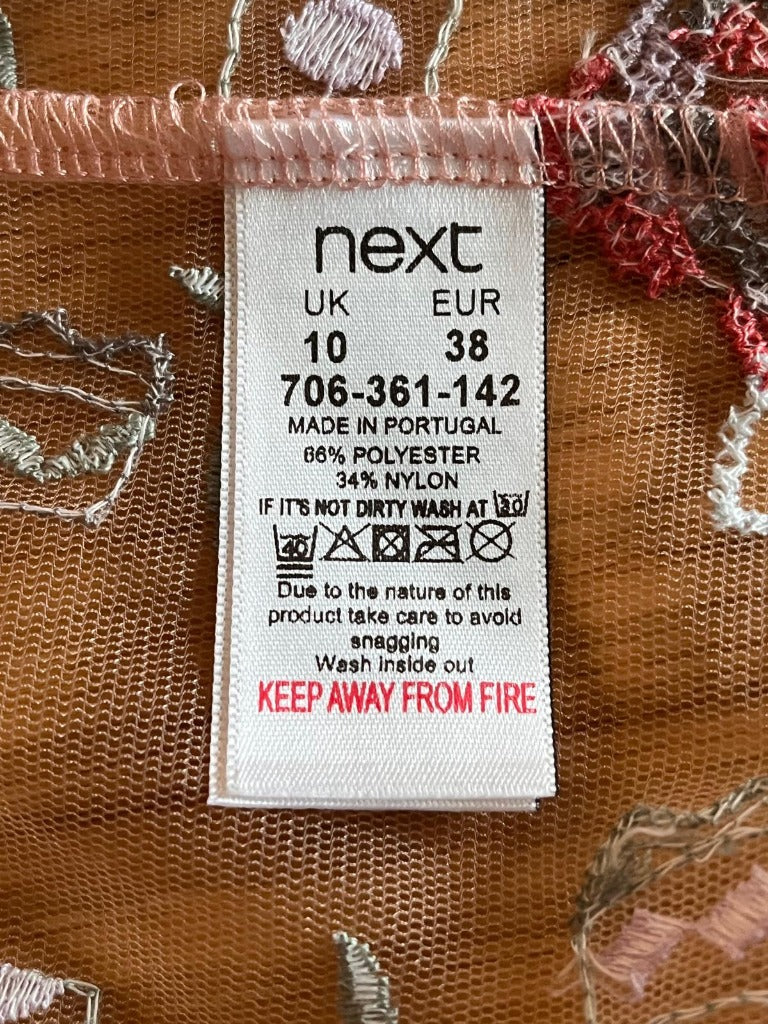 next
UK EUR
10 38
706-361-142
MADE IN PORTUGAL
66% POLYESTER
34% NYLON
IF IT'S NOT DIRTY WASH AT 30
40
Due to the nature of this
product take care to avoid
snagging
Wash inside out
KEEP AWAY FROM FIRE